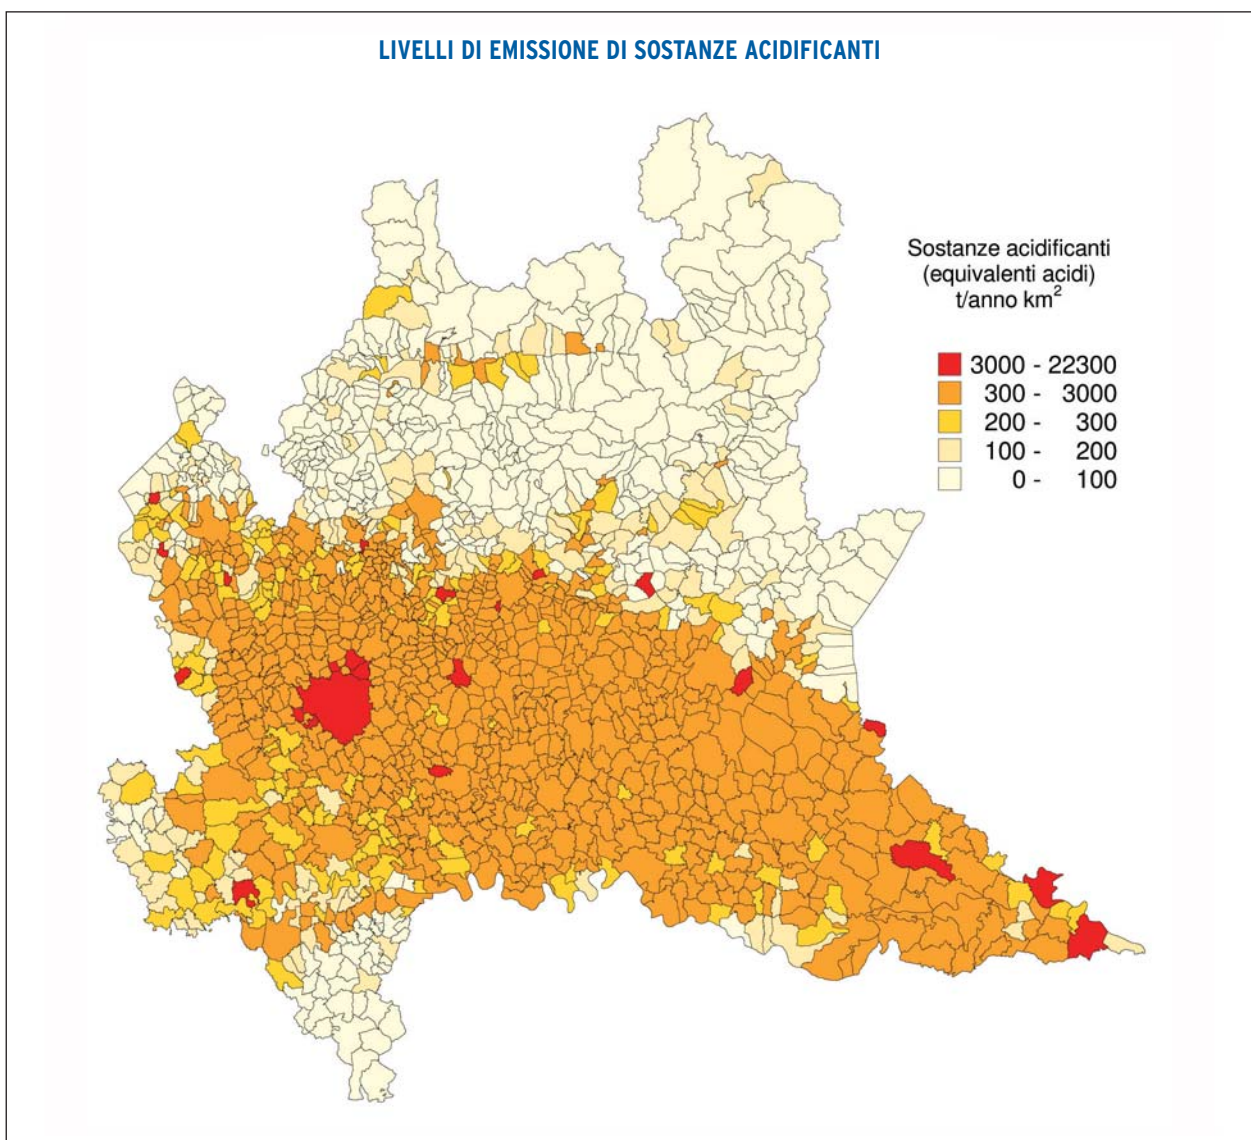 LIVELLI DI EMISSIONE DI SOSTANZE ACIDIFICANTI
Sostanze acidificanti
(equivalenti acidi)
t/anno km²
3000 - 22300
300 - 3000
200 - 300
100 - 200
0 - 100